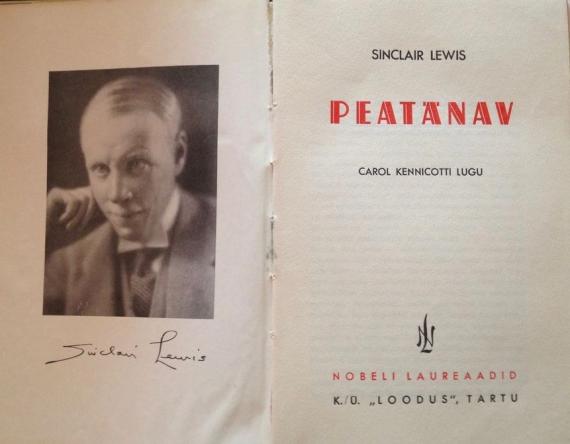 Sinclair Lewis
SINCLAIR LEWIS
PEATÄNAV
CAROL KENNICOTTI LUGU
NOBELI LAUREAADID
K./Ü. „LOODUS“, TARTU